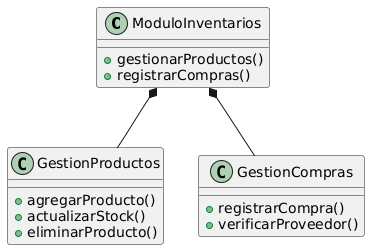 C ModuloInventarios
gestionarProductos()
registrarCompras()
C GestionProductos
agregarProducto()
actualizarStock()
eliminarProducto()
C GestionCompras
registrarCompra()
verificarProveedor()